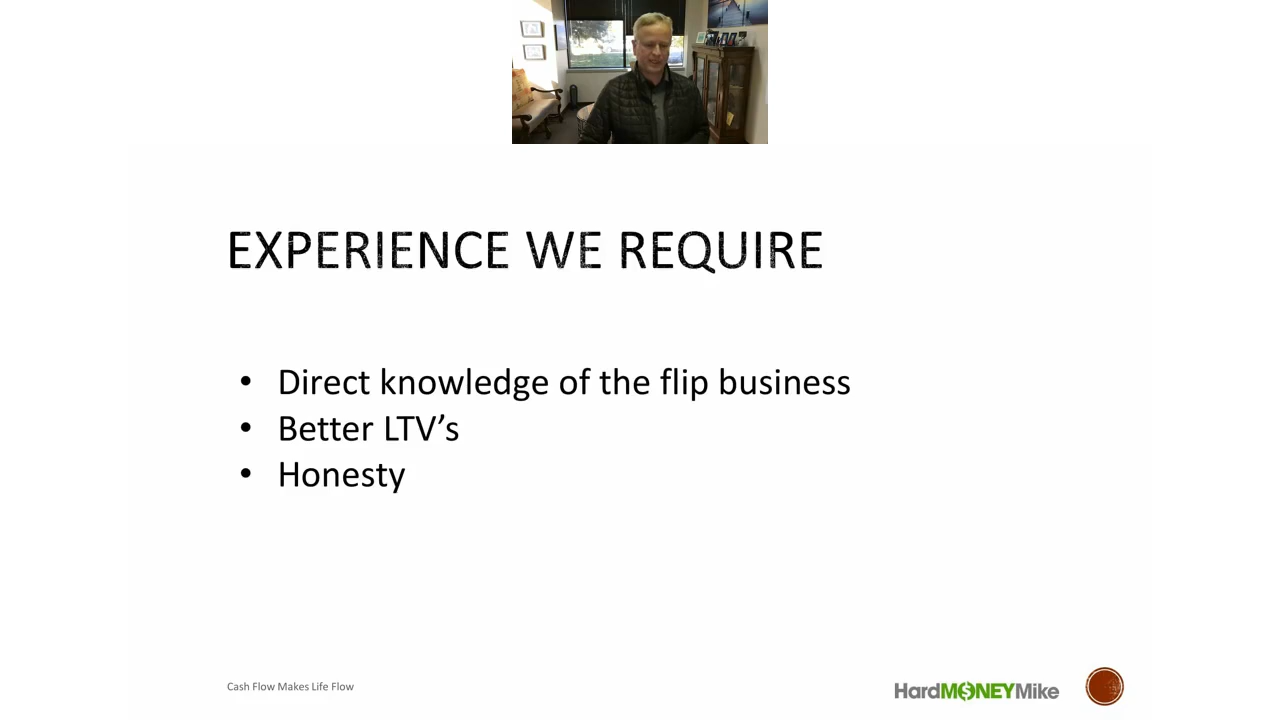 EXPERIENCE WE REQUIRE
• Direct knowledge of the flip business
• Better LTV’s
• Honesty
Cash Flow Makes Life Flow
HardMONEYMike